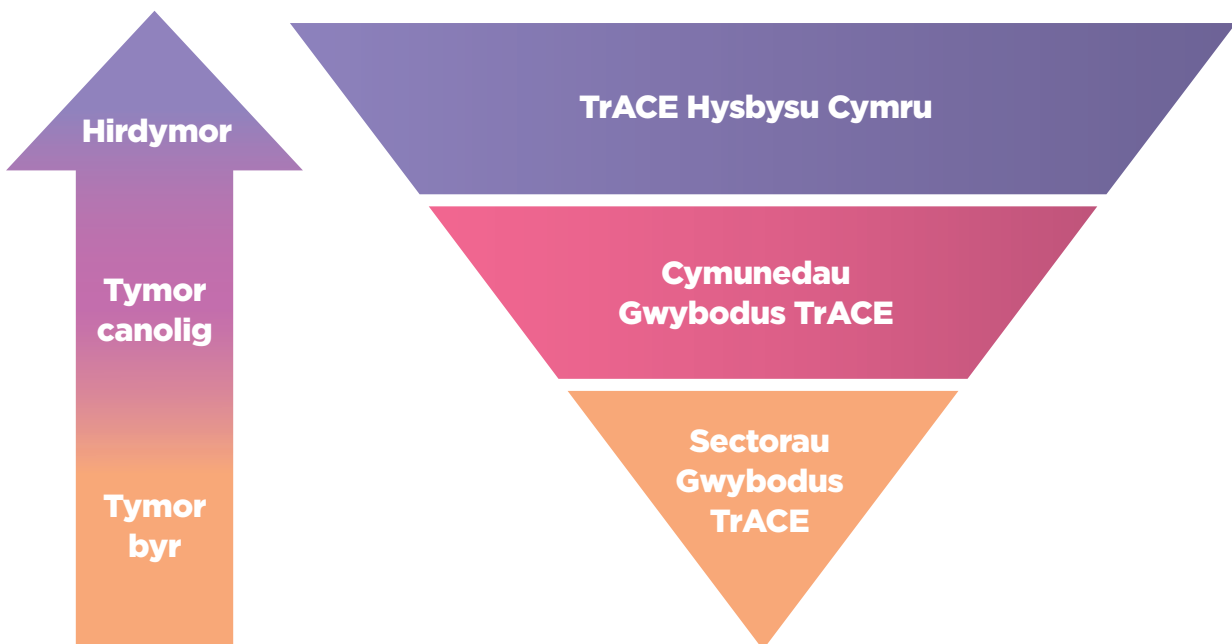 Hirdymor
Tymor
canolig
Tymor
byr
TrACE Hysbysu Cymru
Cymunedau
Gwybodus TrACE
Sectorau
Gwybodus
TrACE